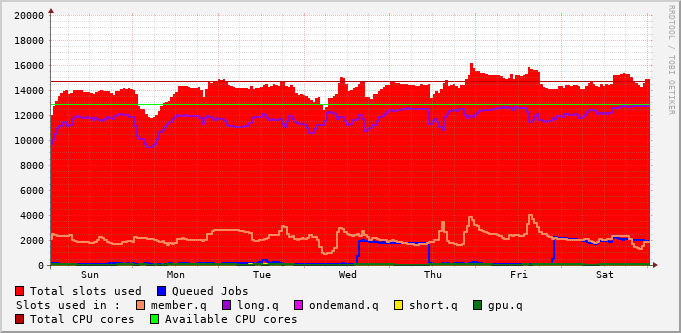 20000
18000
16000
14000
12000
10000
8000
6000
4000
2000
0
Sun Mon Tue Wed Thu Fri Sat
RRDTOOL / TOBI OETIKER
Total slots used Queued Jobs
Slots used in : member.q long.q ondemand.q short.q gpu.q
Total CPU cores Available CPU cores